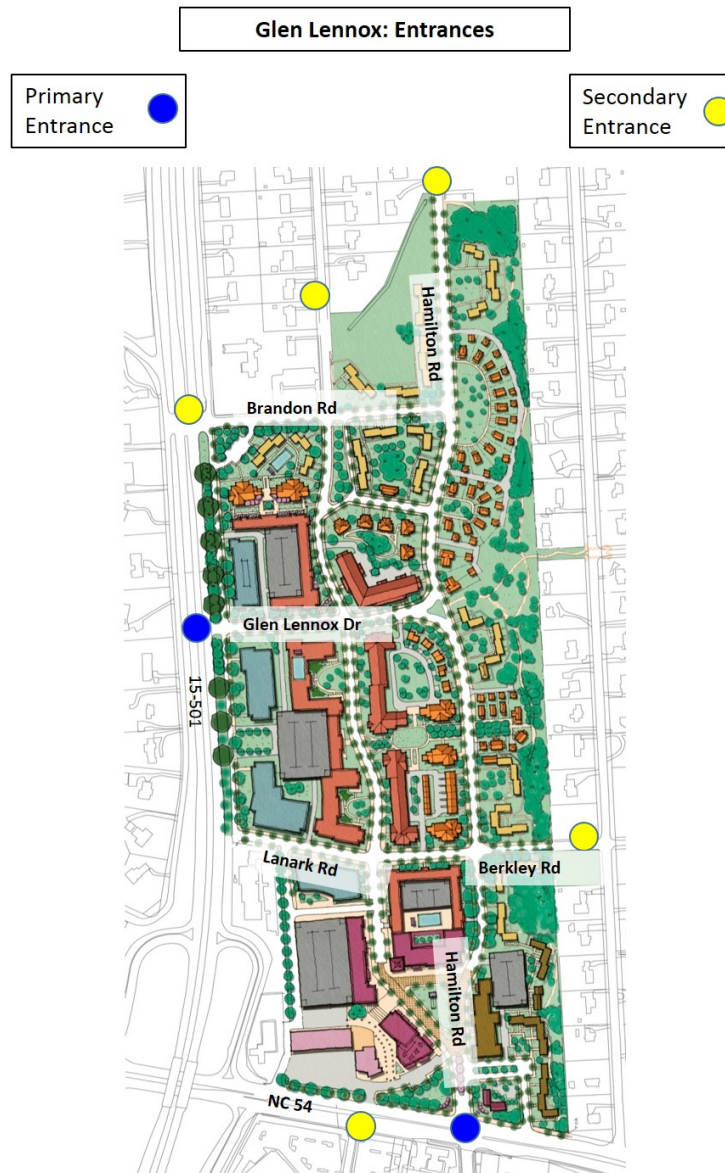 Glen Lennox: Entrances
Primary
Entrance
Secondary
Entrance
Hamilton Rd
Brandon Rd
Glen Lennox Dr
15-501
Lanark Rd
Berkley Rd
Hamilton Rd
NC 54